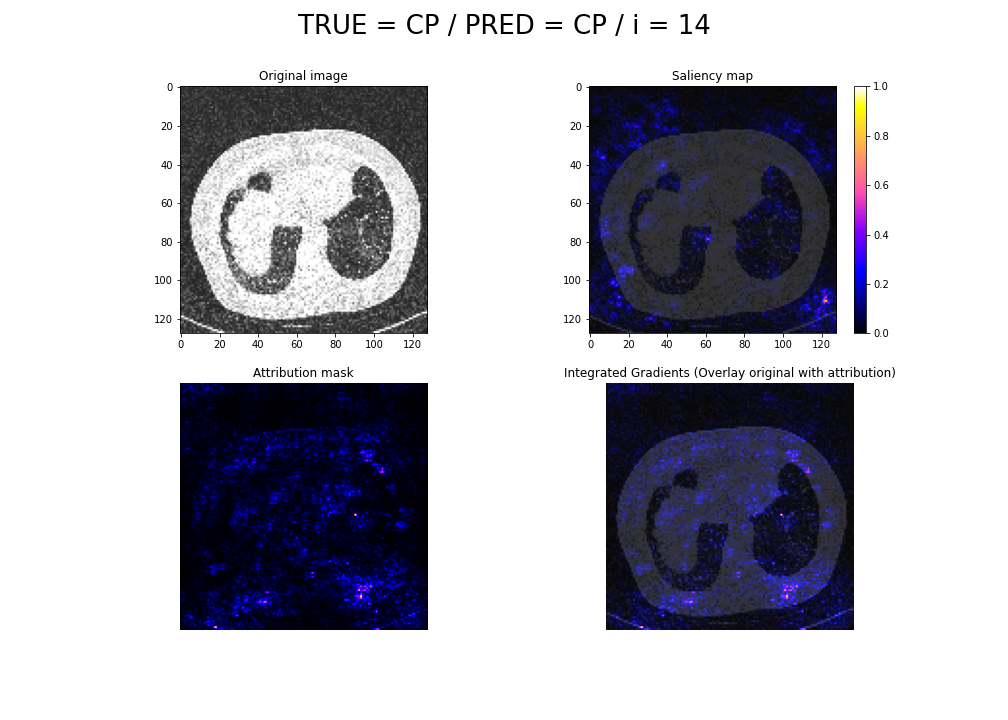 TRUE = CP / PRED = CP / i = 14
Original image
0
20
40
60
80
100
120
0 20 40 60 80 100 120
Saliency map
0
20
40
60
80
100
120
0 20 40 60 80 100 120
1.0
0.8
0.6
0.4
0.2
0.0
Attribution mask
Integrated Gradients (Overlay original with attribution)